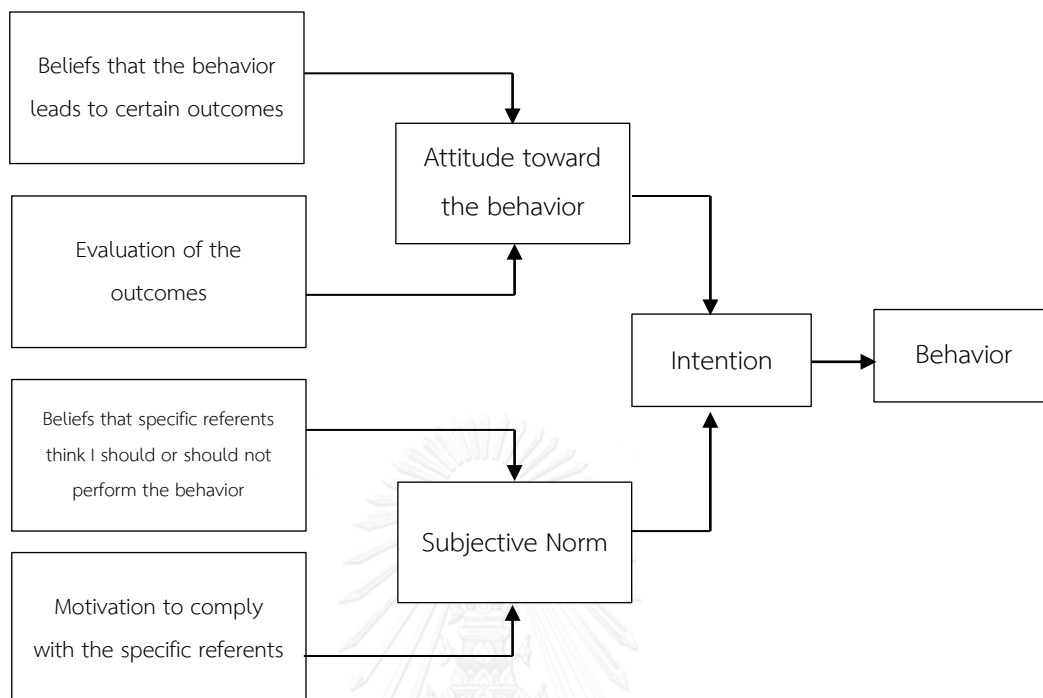 Beliefs that the behavior
leads to certain outcomes
Attitude toward
the behavior
Evaluation of the
outcomes
Intention
Behavior
Beliefs that specific referents
think I should or should not
perform the behavior
Subjective Norm
Motivation to comply
with the specific referents